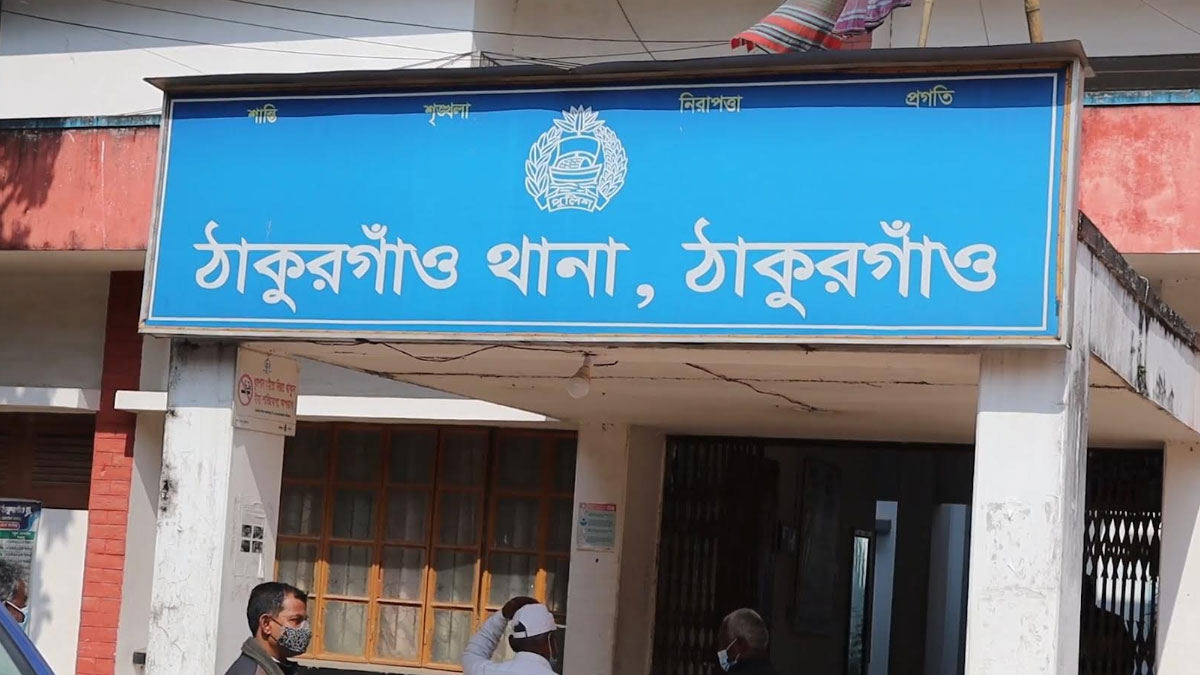 শান্তি শৃঙ্খলা নিরাপত্তা প্রগতি
পুলিশ
ঠাকুরগাঁও থানা, ঠাকুরগাঁও